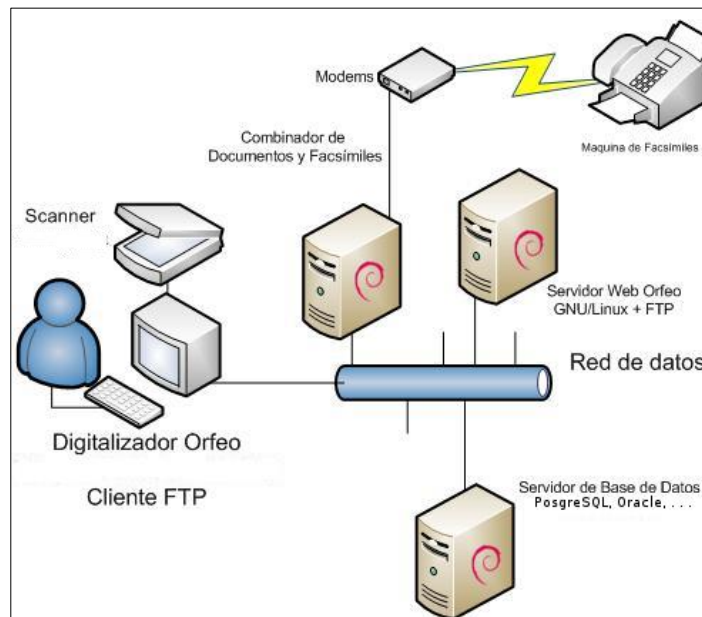 Modems
Combinador de
Documentos y Facsímiles
Maquina de Facsimiles
Scanner
Servidor Web Orfeo
GNU/Linux + FTP
Red de datos
Digitalizador Orfeo
Cliente FTP
Servidor de Base de Datos
PosgreSQL, Oracle, . . .